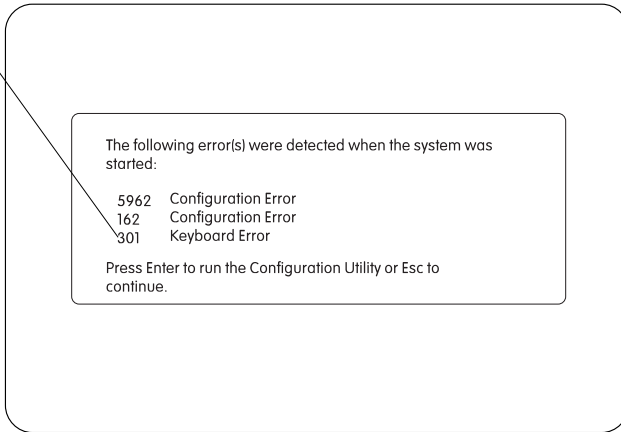 The following error(s) were detected when the system was
started:
5962 Configuration Error
162 Configuration Error
301 Keyboard Error
Press Enter to run the Configuration Utility or Esc to
continue.